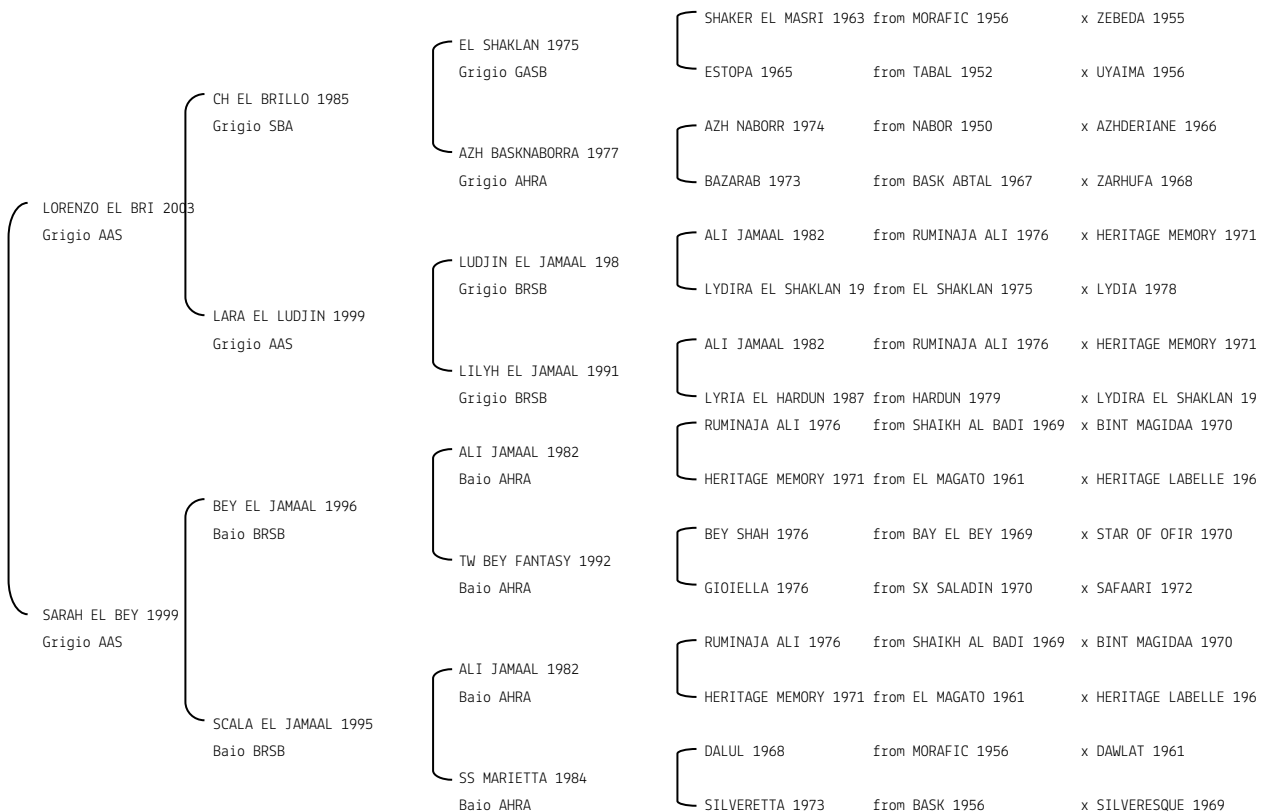 SHAKER EL MASRI 1963 from MORAFIC 1956 x ZEBEDA 1955
EL SHAKLAN 1975
Grigio GASB
ESTOPA 1965 from TABAL 1952 x UYAIMA 1956
CH EL BRILLO 1985
Grigio SBA
AZH NABORR 1974 from NABOR 1950 x AZHDERIANE 1966
AZH BASKNABORRA 1977
Grigio AHRA
BAZARAB 1973 from BASK ABTAL 1967 x ZARHUFA 1968
LORENZO EL BRI 2003
Grigio AAS
ALI JAMAAL 1982 from RUMINAJA ALI 1976 x HERITAGE MEMORY 1971
LUDJIN EL JAMAAL 198
Grigio BRSB
LYDIRA EL SHAKLAN 19 from EL SHAKLAN 1975 x LYDIA 1978
LARA EL LUDJIN 1999
Grigio AAS
ALI JAMAAL 1982 from RUMINAJA ALI 1976 x HERITAGE MEMORY 1971
LILYH EL JAMAAL 1991
Grigio BRSB
LYRIA EL HARDUN 1987 from HARDUN 1979 x LYDIRA EL SHAKLAN 19
RUMINAJA ALI 1976 from SHAIKH AL BADI 1969 x BINT MAGIDAA 1970
ALI JAMAAL 1982
Baio AHRA
HERITAGE MEMORY 1971 from EL MAGATO 1961 x HERITAGE LABELLE 196
BEY EL JAMAAL 1996
Baio BRSB
BEY SHAH 1976 from BAY EL BEY 1969 x STAR OF OFIR 1970
TW BEY FANTASY 1992
Baio AHRA
GIOIELLA 1976 from SX SALADIN 1970 x SAFAARI 1972
SARAH EL BEY 1999
Grigio AAS
RUMINAJA ALI 1976 from SHAIKH AL BADI 1969 x BINT MAGIDAA 1970
ALI JAMAAL 1982
Baio AHRA
HERITAGE MEMORY 1971 from EL MAGATO 1961 x HERITAGE LABELLE 196
SCALA EL JAMAAL 1995
Baio BRSB
DALUL 1968 from MORAFIC 1956 x DAWLAT 1961
SS MARIETTA 1984
Baio AHRA
SILVERETTA 1973 from BASK 1956 x SILVERESQUE 1969